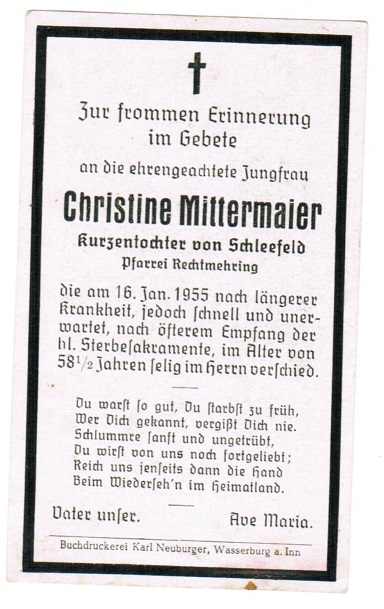 Zur frommen Erinnerung
im Gebete
an die ehrengeachtete Jungfrau
Christine Mittermaier
Kurzentochter von Schleefeld
Pfarrei Rechtmehring
die am 16. Jan. 1955 nach längerer
Krankheit, jedoch schnell und uner-
wartet, nach öfterem Empfang der
hl. Sterbesakramente, im Alter von
58 1/2 Jahren selig im Herrn verschied.
Du warst so gut, Du starbst zu früh,
Wer Dich gekannt, vergißt Dich nie.
Schlummre sanft und ungetrübt,
Du wirst von uns noch fortgeliebt;
Reich uns jenseits dann die Hand
Beim Wiederseh'n im Heimatland.
Vater unser. Ave Maria.
Buchdruckerei Karl Neuburger, Wasserburg a. Inn